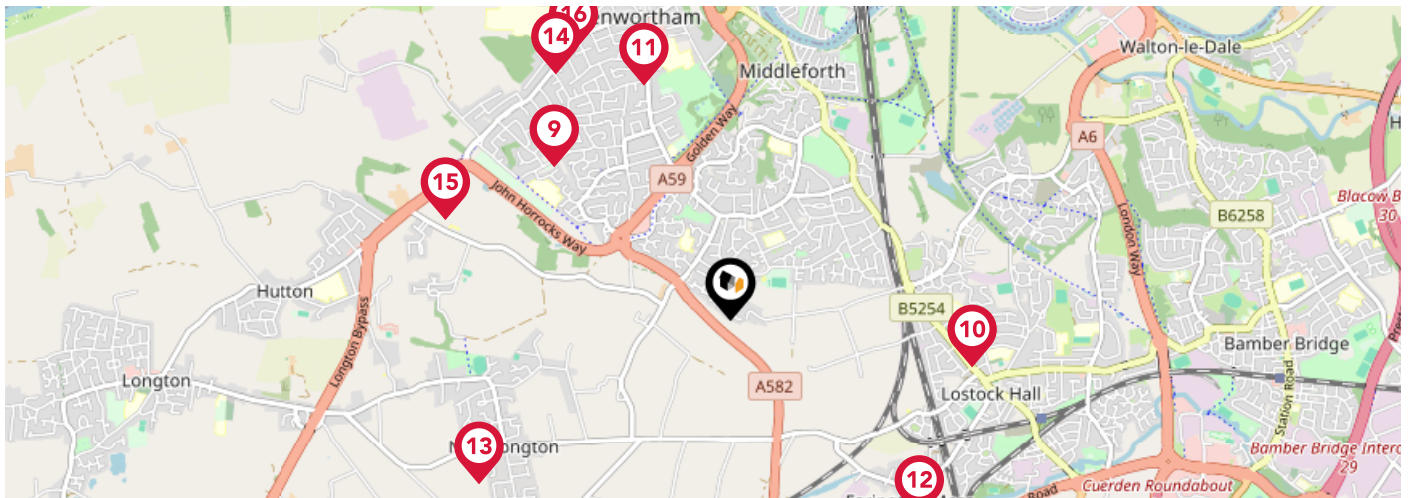 16
enwortham
14
11
Walton-le-Dale
Middleforth
9
Golden Way
A6
A59
15
John Horrocks Way
London Way
Blacow B
30
B6258
Hutton
B5254
10
Longton Bypass
Bamber Bridge
Longton
A582
Lostock Hall
Station Road
13
ngton
Bamber Bridge Interc
29
12
Road
Cuerden Roundabout